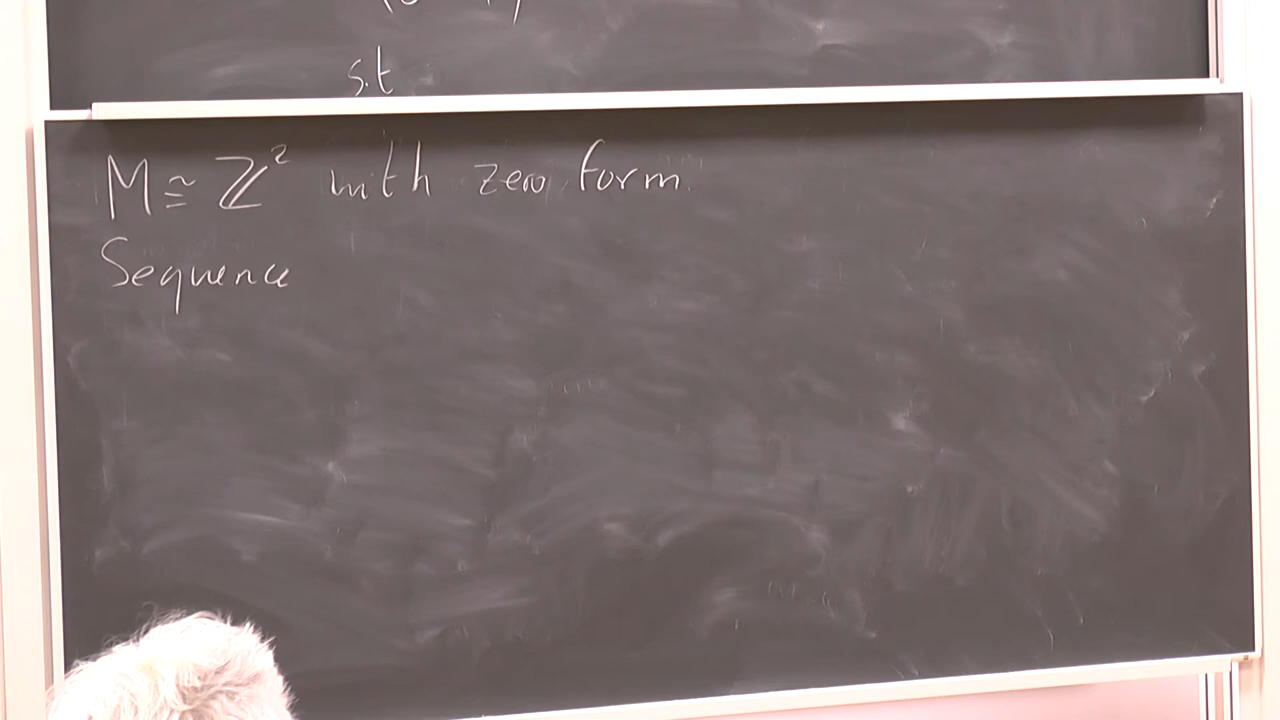 s.t
M ≅ ℤ² with zero form
Sequence